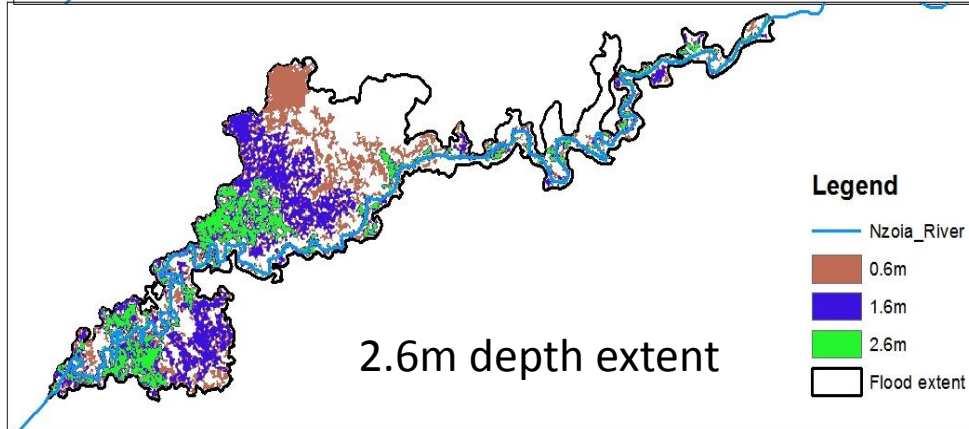 Legend
Nzoia_River
0.6m
1.6m
2.6m
Flood extent
2.6m depth extent